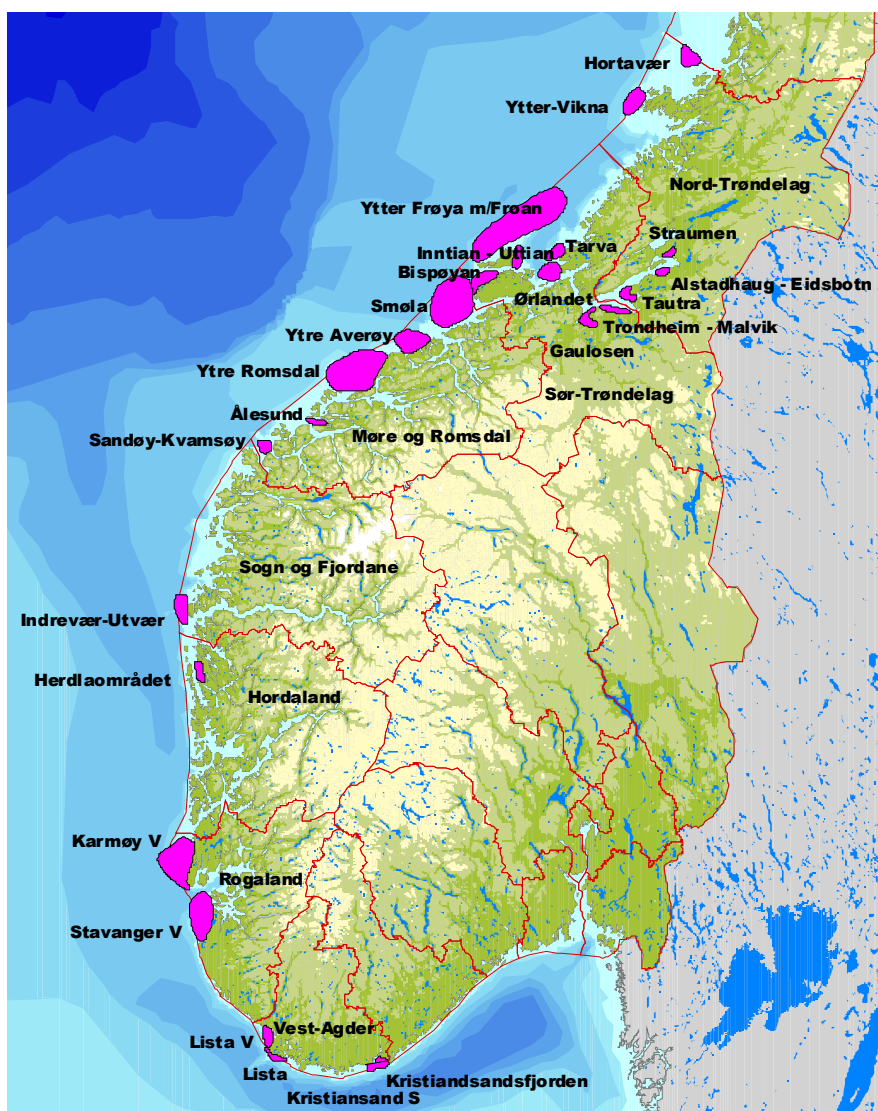 Hortavær
Ytter-Vikna
Nord-Trøndelag
Ytter Frøya m/Frøan
Straumen
Tarva
Inntian - Uttian
Bispøyan
Alstadhaug - Eidsbotn
Ørlandet
Tautra
Smøla
Trondheim - Malvik
Ytre Averøy
Gaulosen
Ytre Romsdal
Sør-Trøndelag
Ålesund
Møre og Romsdal
Sandøy-Kvamsøy
Sogn og Fjordane
Indrevær-Utvær
Herdlaområdet
Hordaland
Karmøy V
Rogaland
Stavanger V
Vest-Agder
Lista V
Lista
Kristiandsandsfjorden
Kristiansand S